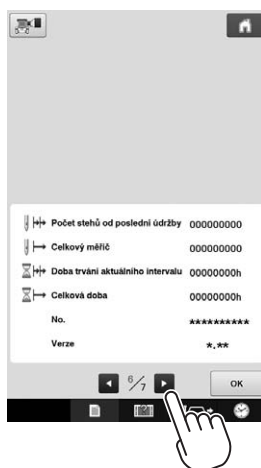 Počet stehů od poslední údržby 000000000
Celkový měřič 000000000
Doba trvání aktuálního intervalu 00000000h
Celková doba 00000000h
No. **********
Verze *.**
6/7 OK